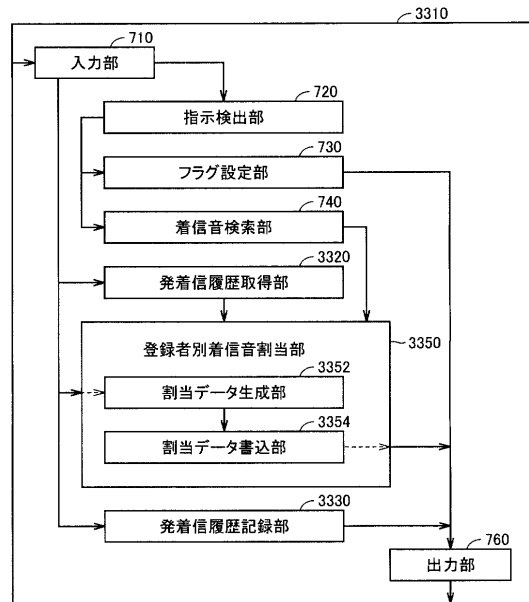 3310
710
入力部
720
指示検出部
730
フラグ設定部
740
着信音検索部
3320
発着信履歴取得部
3350
登録者別着信音割当部
3352
割当データ生成部
3354
割当データ書込部
3330
発着信履歴記録部
760
出力部